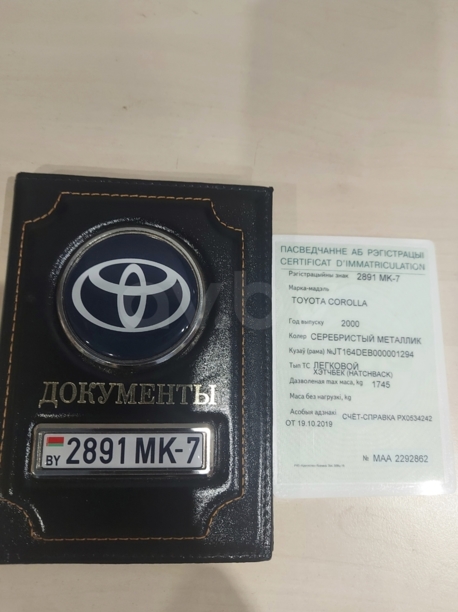 ДОКУМЕНТЫ
BY 2891 MK-7
ПАСВЕДЧАННЕ АБ РЭГІСТРАЦЫІ
CERTIFICAT D'IMMATRICULATION
Рэгістрацыйны знак 2891 MK-7
Марка-мадэль
TOYOTA COROLLA
Год выпуску 2000
Колер СЕРЕБРИСТЫЙ МЕТАЛЛИК
Кузаў (рама) №JT164DEB000001294
Тып ТС ЛЕГКОВОЙ
ХЭТЧБЕК (HATCHBACK)
Дазволеная max маса, kg 1745
Маса без нагрузкі, kg
Асобыя адзнакі СЧЁТ-СПРАВКА PX0534242
ОТ 19.10.2019
№ MAA 2292862